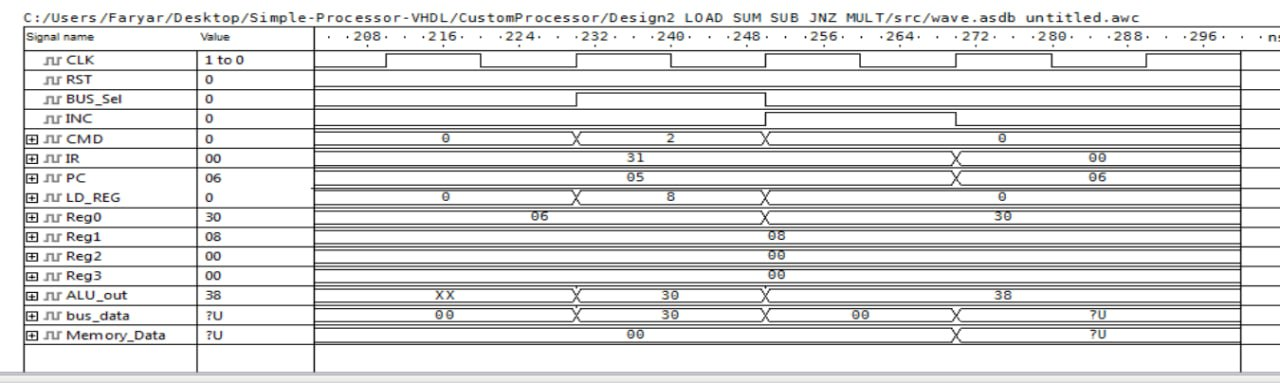 C:/Users/Faryar/Desktop/Simple-Processor-VHDL/CustomProcessor/Design2 LOAD SUM SUB JNZ MULT/src/wave.asdb untitled.awc
Signal name Value · ·208· · ·216· · ·224· · ·232· · ·240· · ·248· · ·256· · ·264· · ·272· · ·280· · ·288· · ·296· · · ns
CLK 1 to 0
RST 0
BUS_Sel 0
INC 0
CMD 0 0 2 0
IR 00 31 00
PC 06 05 06
LD_REG 0 0 8 0
Reg0 30 06 30
Reg1 08 08
Reg2 00 00
Reg3 00 00
ALU_out 38 XX 30 38
bus_data ?U 00 30 00 ?U
Memory_Data ?U 00 ?U